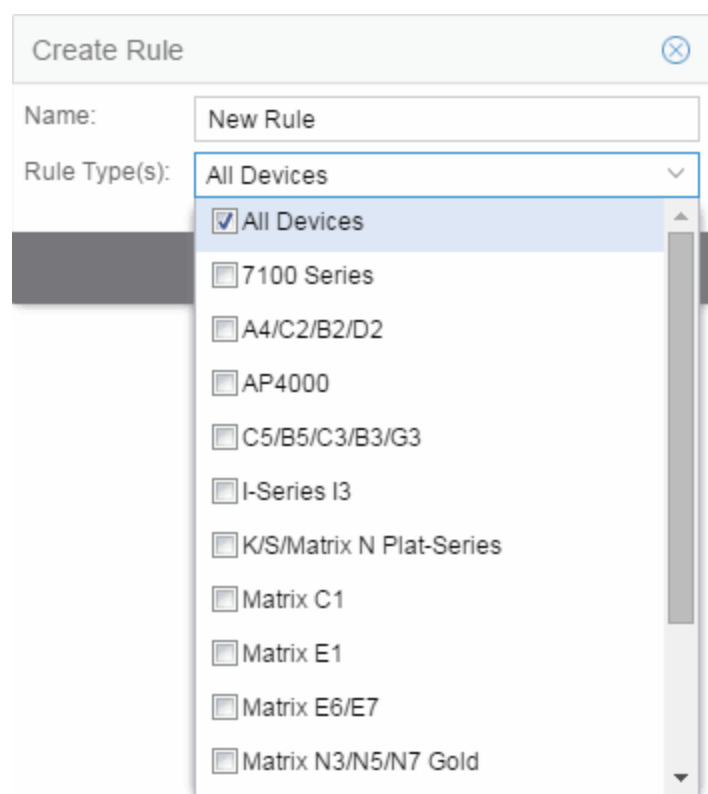 Create Rule
Name: New Rule
Rule Type(s): All Devices
All Devices
7100 Series
A4/C2/B2/D2
AP4000
C5/B5/C3/B3/G3
I-Series I3
K/S/Matrix N Plat-Series
Matrix C1
Matrix E1
Matrix E6/E7
Matrix N3/N5/N7 Gold